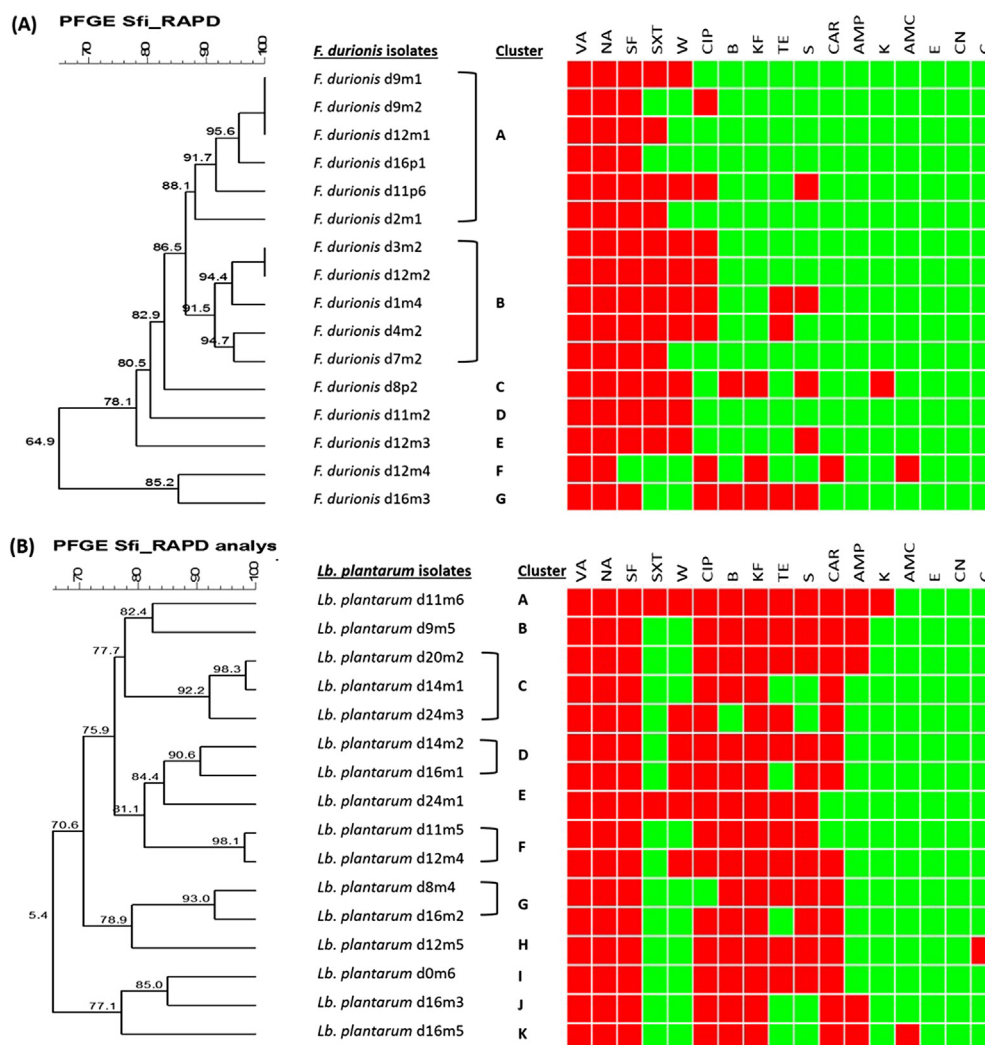 (A)
PFGE Sfi_RAPD
70 80 90 100
F. durionis isolates Cluster
VA NA SF SXT W CIP B KF TE S CAR AMP K AMC E CN
F. durionis d9m1
F. durionis d9m2
F. durionis d12m1 A
F. durionis d16p1
F. durionis d11p6
F. durionis d2m1
F. durionis d3m2
F. durionis d12m2
F. durionis d1m4 B
F. durionis d4m2
F. durionis d7m2
F. durionis d8p2 C
F. durionis d11m2 D
F. durionis d12m3 E
F. durionis d12m4 F
F. durionis d16m3 G
95.6
91.7
88.1
86.5
94.4
91.5
94.7
82.9
80.5
78.1
64.9
85.2
(B)
PFGE Sfi_RAPD analys
70 80 90 100
Lb. plantarum isolates Cluster
VA NA SF SXT W CIP B KF TE S CAR AMP K AMC E CN
Lb. plantarum d11m6 A
Lb. plantarum d9m5 B
Lb. plantarum d20m2
Lb. plantarum d14m1 C
Lb. plantarum d24m3
Lb. plantarum d14m2 D
Lb. plantarum d16m1
Lb. plantarum d24m1 E
Lb. plantarum d11m5 F
Lb. plantarum d12m4
Lb. plantarum d8m4 G
Lb. plantarum d16m2
Lb. plantarum d12m5 H
Lb. plantarum d0m6 I
Lb. plantarum d16m3 J
Lb. plantarum d16m5 K
82.4
77.7
98.3
92.2
75.9
90.6
84.4
81.1
98.1
70.6
93.0
78.9
5.4
85.0
77.1